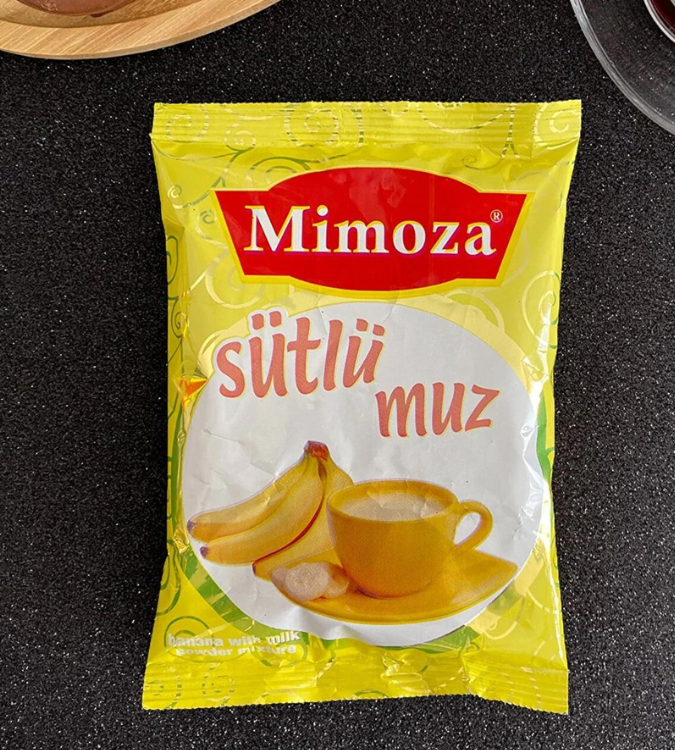 Mimoza®
sütlü
muz
banana with milk
powder mixture